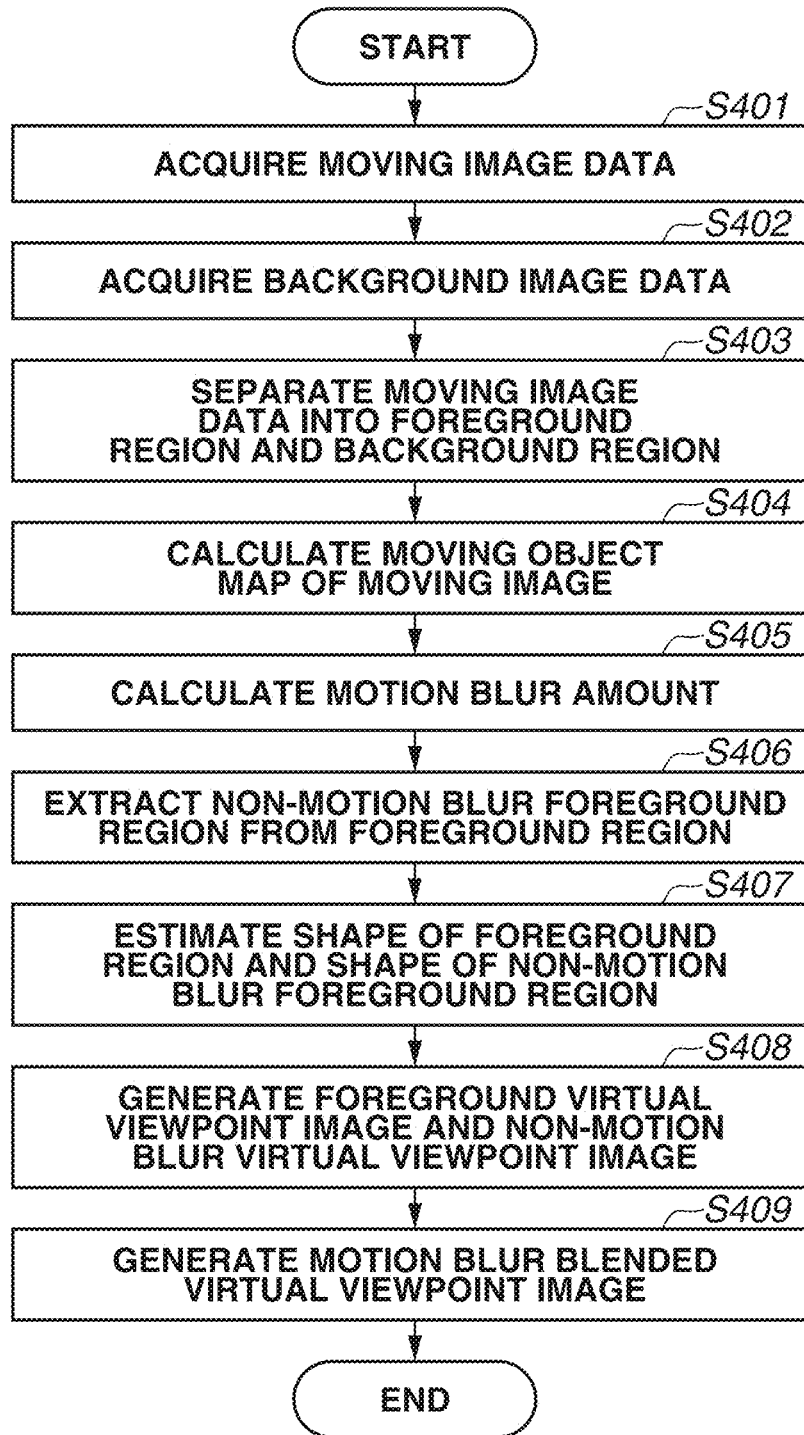 START
S401
ACQUIRE MOVING IMAGE DATA
S402
ACQUIRE BACKGROUND IMAGE DATA
S403
SEPARATE MOVING IMAGE
DATA INTO FOREGROUND
REGION AND BACKGROUND REGION
S404
CALCULATE MOVING OBJECT
MAP OF MOVING IMAGE
S405
CALCULATE MOTION BLUR AMOUNT
S406
EXTRACT NON-MOTION BLUR FOREGROUND
REGION FROM FOREGROUND REGION
S407
ESTIMATE SHAPE OF FOREGROUND
REGION AND SHAPE OF NON-MOTION
BLUR FOREGROUND REGION
S408
GENERATE FOREGROUND VIRTUAL
VIEWPOINT IMAGE AND NON-MOTION
BLUR VIRTUAL VIEWPOINT IMAGE
S409
GENERATE MOTION BLUR BLENDED
VIRTUAL VIEWPOINT IMAGE
END